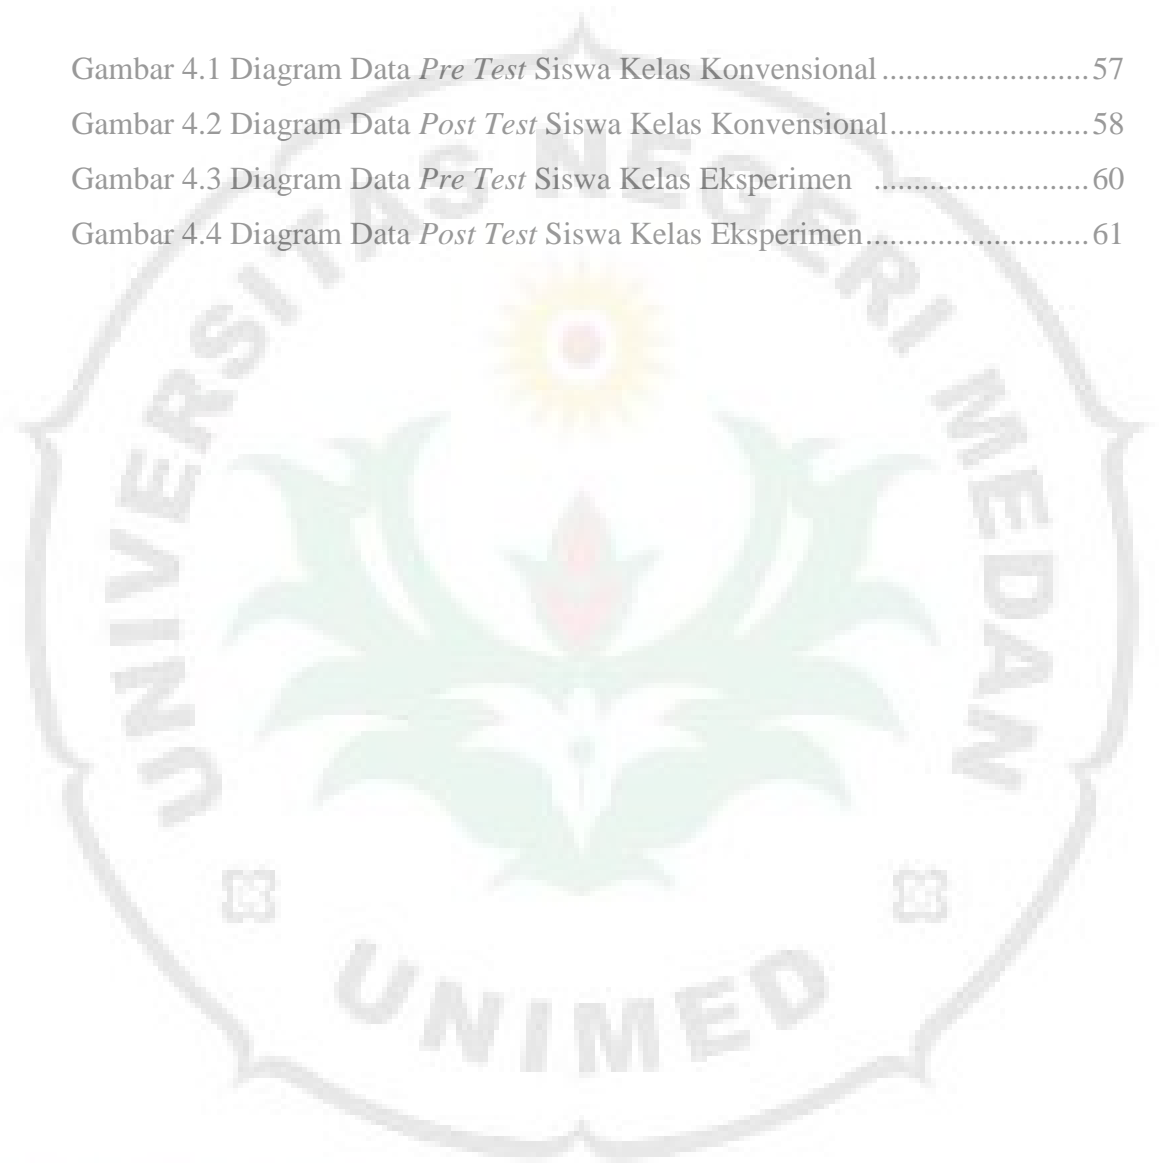 Gambar 4.1 Diagram Data Pre Test Siswa Kelas Konvensional ......................... 57
Gambar 4.2 Diagram Data Post Test Siswa Kelas Konvensional ........................ 58
Gambar 4.3 Diagram Data Pre Test Siswa Kelas Eksperimen .......................... 60
Gambar 4.4 Diagram Data Post Test Siswa Kelas Eksperimen ........................... 61
UNIVERSITAS NEGERI MEDAN
UNIMED